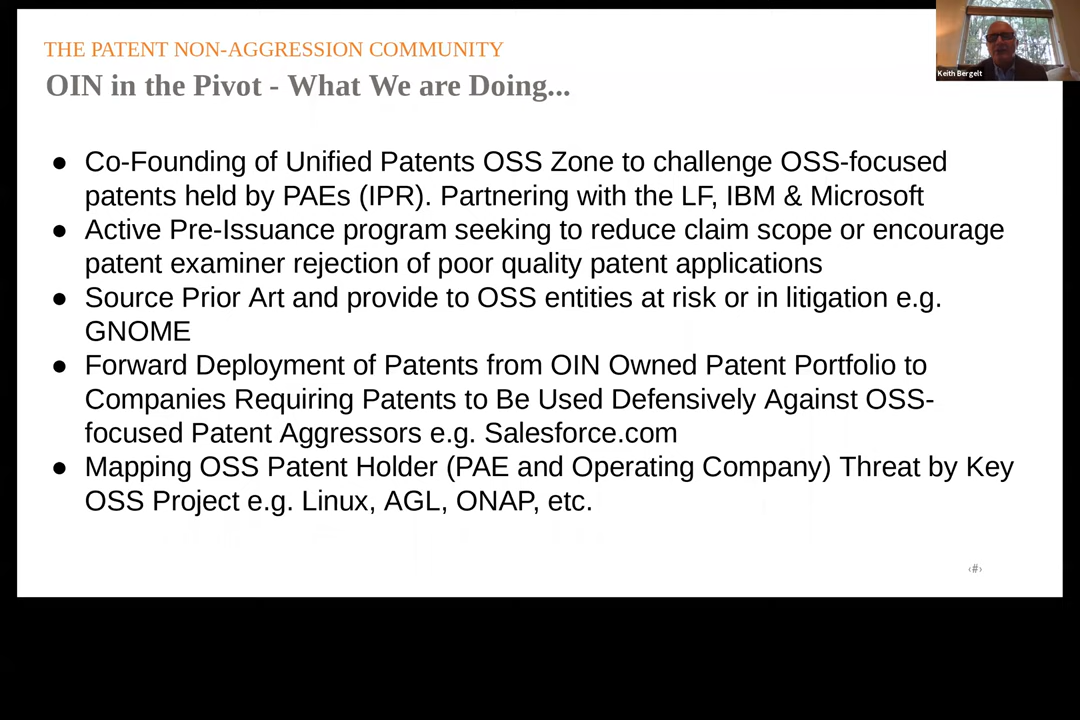 THE PATENT NON-AGGRESSION COMMUNITY
OIN in the Pivot - What We are Doing...
● Co-Founding of Unified Patents OSS Zone to challenge OSS-focused
patents held by PAEs (IPR). Partnering with the LF, IBM & Microsoft
● Active Pre-Issuance program seeking to reduce claim scope or encourage
patent examiner rejection of poor quality patent applications
● Source Prior Art and provide to OSS entities at risk or in litigation e.g.
GNOME
● Forward Deployment of Patents from OIN Owned Patent Portfolio to
Companies Requiring Patents to Be Used Defensively Against OSS-
focused Patent Aggressors e.g. Salesforce.com
● Mapping OSS Patent Holder (PAE and Operating Company) Threat by Key
OSS Project e.g. Linux, AGL, ONAP, etc.
‹#›
Keith Bergelt